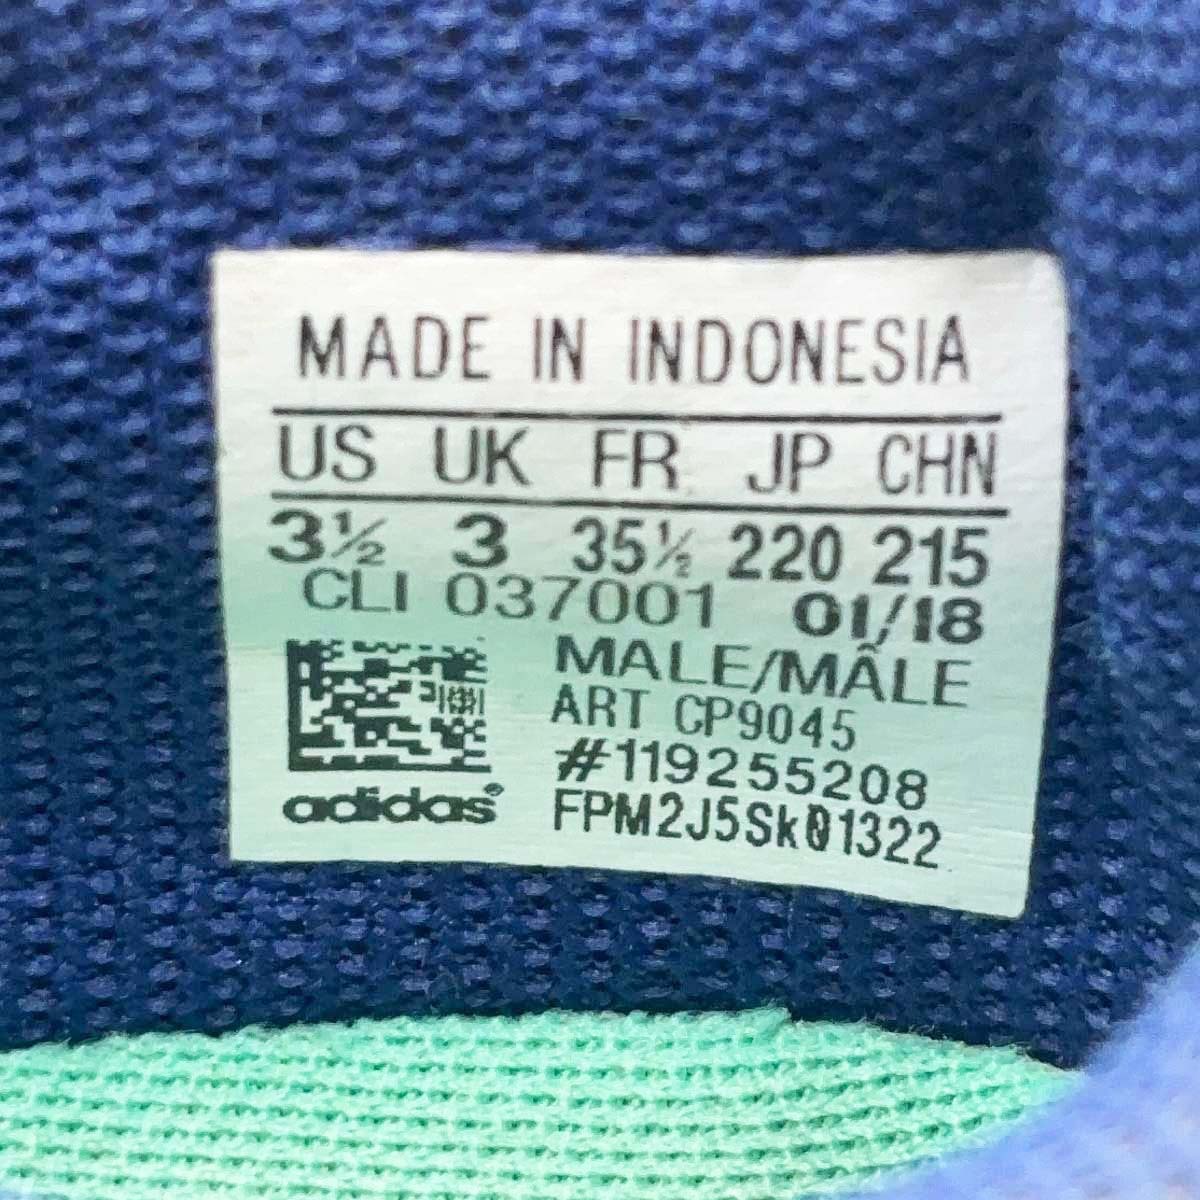 MADE IN INDONESIA
US UK FR JP CHN
3½ 3 35½ 220 215
CLI 037001 01/18
MALE/MÂLE
ART CP9045
#119255208
adidas®
FPM2J5Sk01322